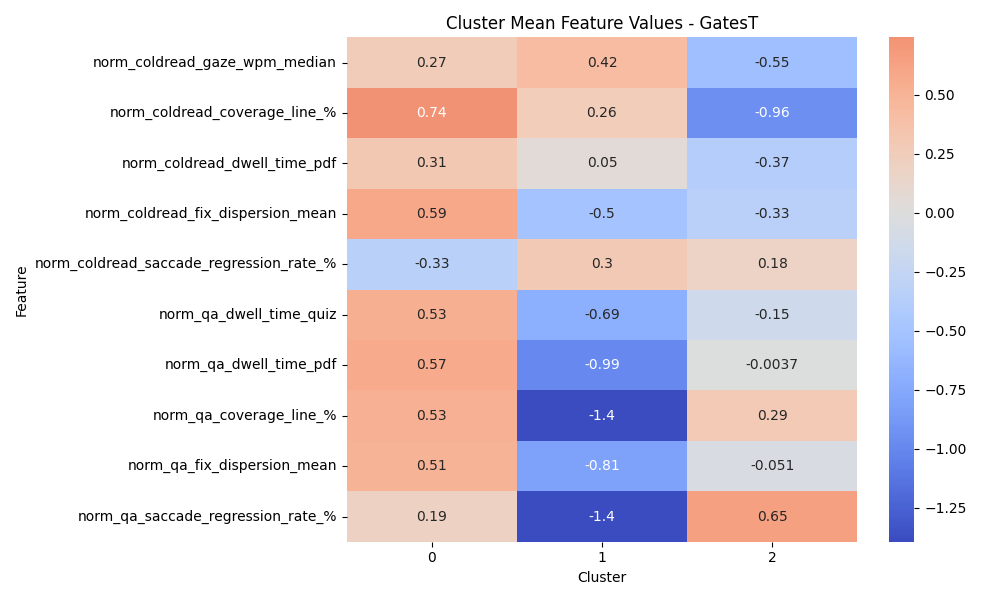 Cluster Mean Feature Values - GatesT
norm_coldread_gaze_wpm_median 0.27 0.42 -0.55
norm_coldread_coverage_line_% 0.74 0.26 -0.96
norm_coldread_dwell_time_pdf 0.31 0.05 -0.37
norm_coldread_fix_dispersion_mean 0.59 -0.5 -0.33
norm_coldread_saccade_regression_rate_% -0.33 0.3 0.18
norm_qa_dwell_time_quiz 0.53 -0.69 -0.15
norm_qa_dwell_time_pdf 0.57 -0.99 -0.0037
norm_qa_coverage_line_% 0.53 -1.4 0.29
norm_qa_fix_dispersion_mean 0.51 -0.81 -0.051
norm_qa_saccade_regression_rate_% 0.19 -1.4 0.65
0 1 2
Cluster
Feature
0.50
0.25
0.00
−0.25
−0.50
−0.75
−1.00
−1.25